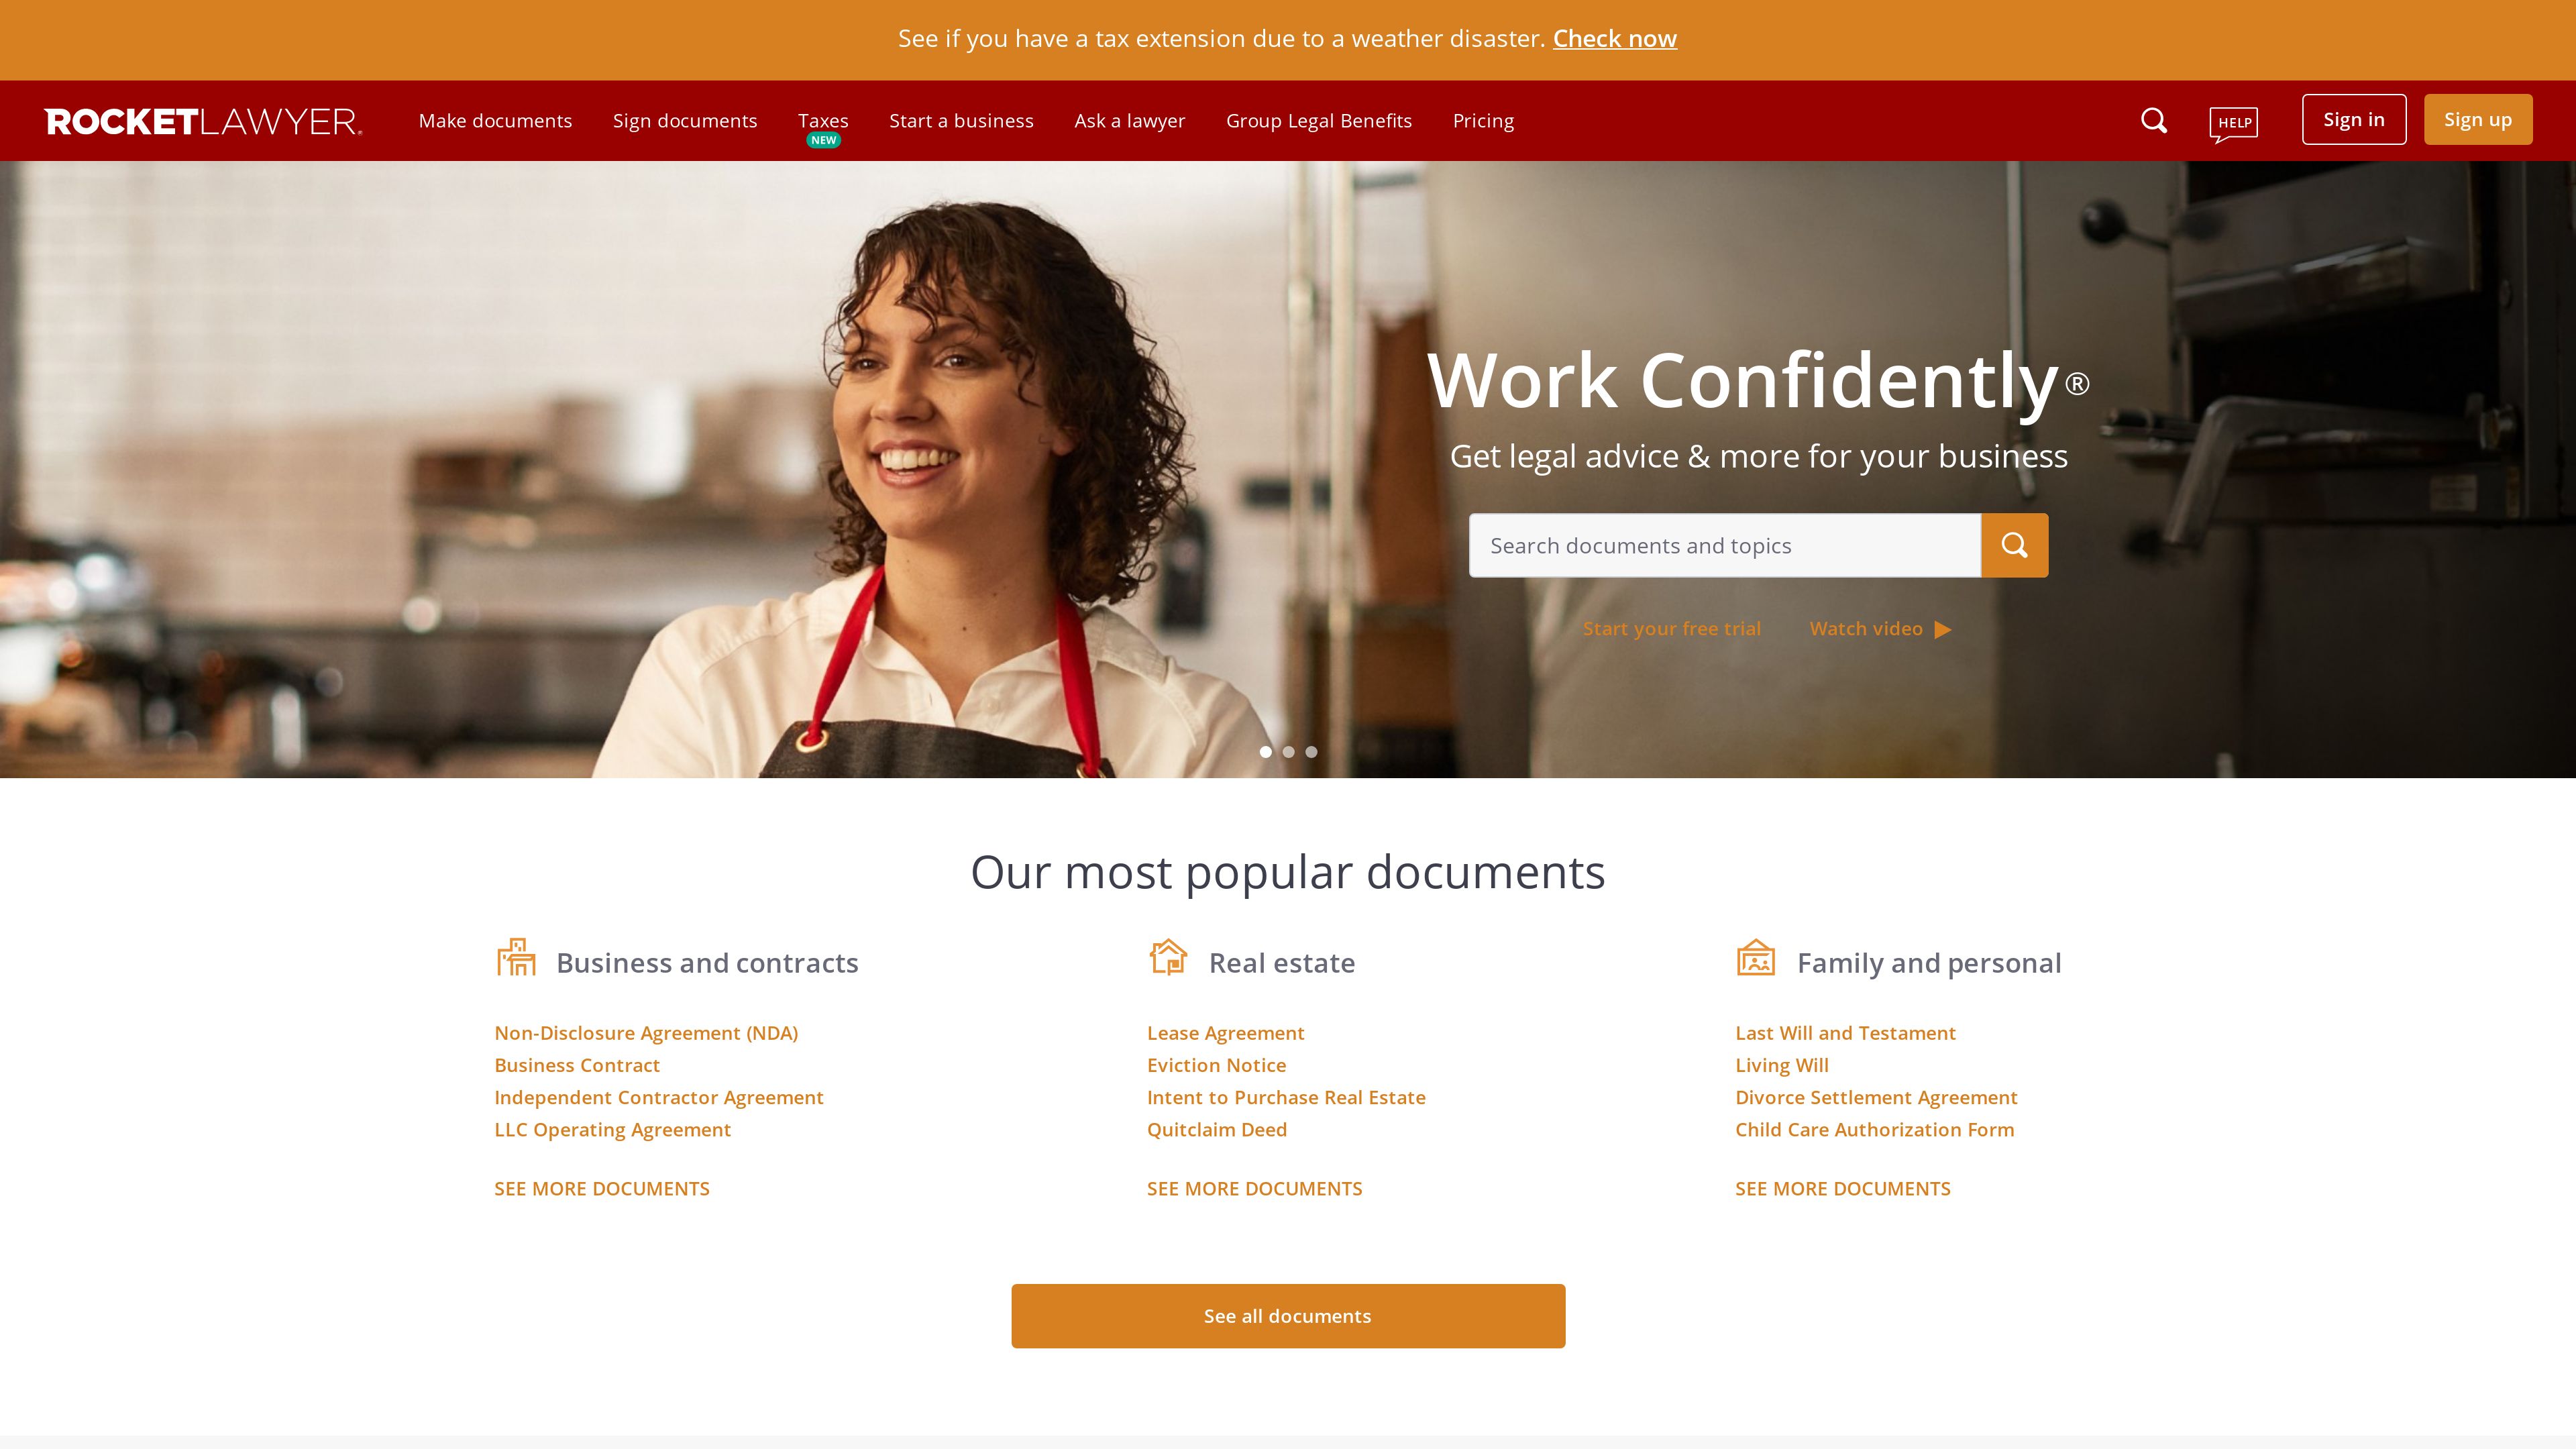 See if you have a tax extension due to a weather disaster. Check now
ROCKETLAWYER®
Make documents
Sign documents
Taxes
NEW
Start a business
Ask a lawyer
Group Legal Benefits
Pricing
HELP
Sign in
Sign up
Work Confidently®
Get legal advice & more for your business
Search documents and topics
Start your free trial
Watch video
Our most popular documents
Business and contracts
Non-Disclosure Agreement (NDA)
Business Contract
Independent Contractor Agreement
LLC Operating Agreement
SEE MORE DOCUMENTS
Real estate
Lease Agreement
Eviction Notice
Intent to Purchase Real Estate
Quitclaim Deed
SEE MORE DOCUMENTS
Family and personal
Last Will and Testament
Living Will
Divorce Settlement Agreement
Child Care Authorization Form
SEE MORE DOCUMENTS
See all documents